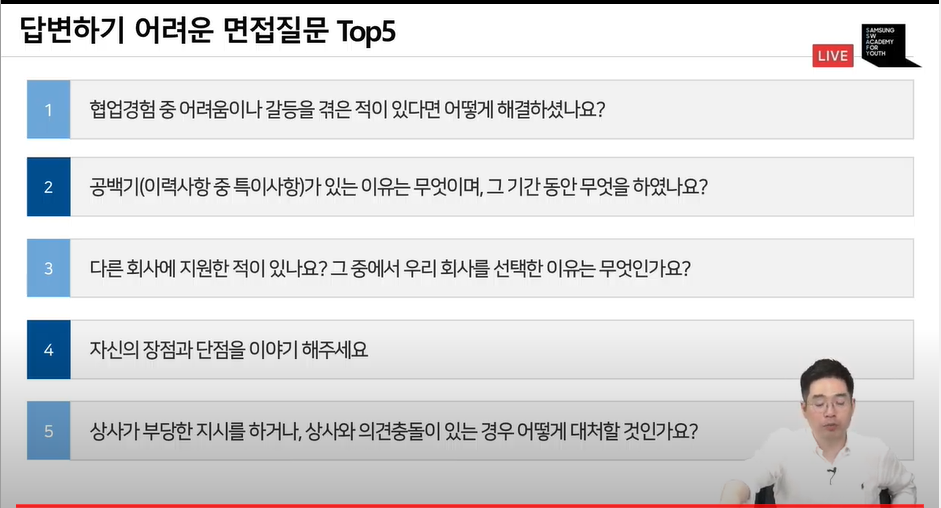 답변하기 어려운 면접질문 Top5
LIVE
SAMSUNG
SW
ACADEMY
FOR
YOUTH
1 협업경험 중 어려움이나 갈등을 겪은 적이 있다면 어떻게 해결하셨나요?
2 공백기(이력사항 중 특이사항)가 있는 이유는 무엇이며, 그 기간 동안 무엇을 하였나요?
3 다른 회사에 지원한 적이 있나요? 그 중에서 우리 회사를 선택한 이유는 무엇인가요?
4 자신의 장점과 단점을 이야기 해주세요
5 상사가 부당한 지시를 하거나, 상사와 의견충돌이 있는 경우 어떻게 대처할 것인가요?